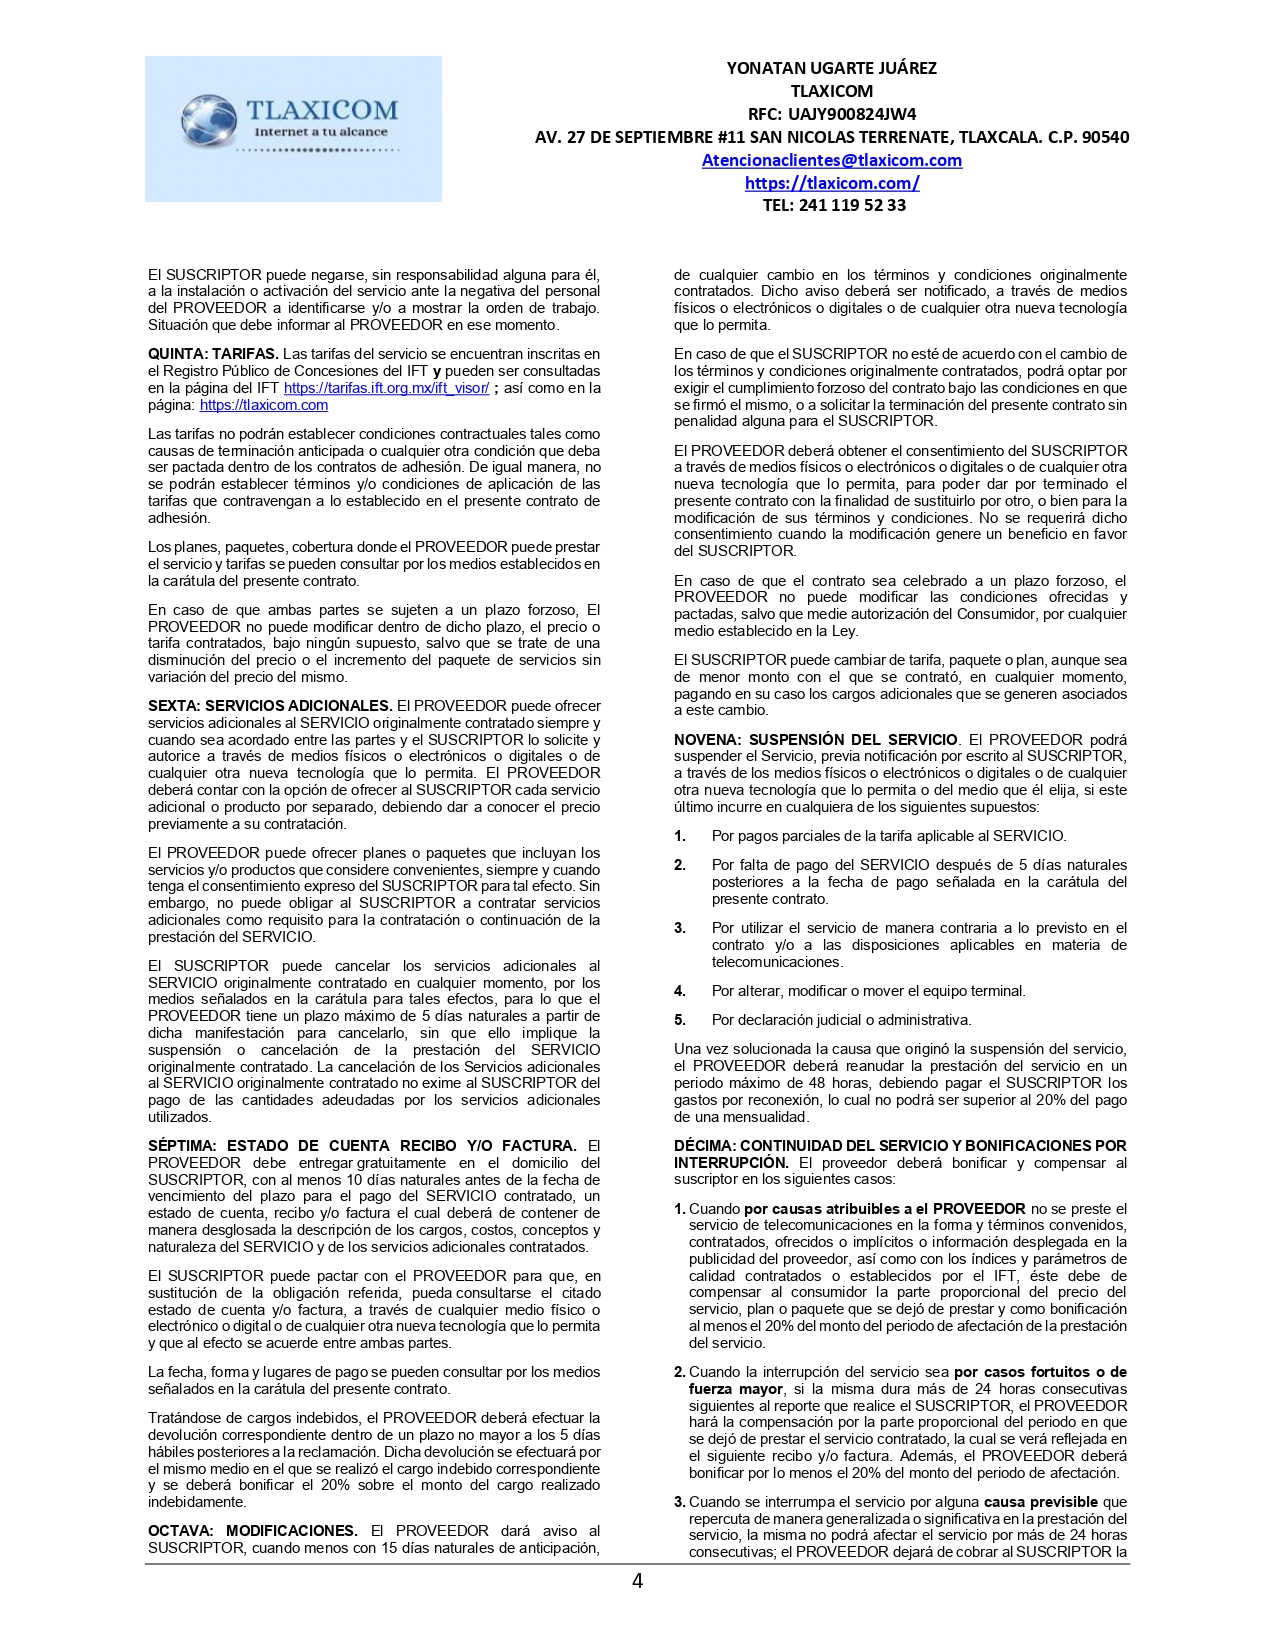 TLAXICOM
Internet a tu alcance
YONATAN UGARTE JUÁREZ
TLAXICOM
RFC: UAJY900824JW4
AV. 27 DE SEPTIEMBRE #11 SAN NICOLAS TERRENATE, TLAXCALA. C.P. 90540
Atencionaclientes@tlaxicom.com
https://tlaxicom.com/
TEL: 241 119 52 33
El SUSCRIPTOR puede negarse, sin responsabilidad alguna para él,
a la instalación o activación del servicio ante la negativa del personal
del PROVEEDOR a identificarse y/o a mostrar la orden de trabajo.
Situación que debe informar al PROVEEDOR en ese momento.
QUINTA: TARIFAS. Las tarifas del servicio se encuentran inscritas en
el Registro Público de Concesiones del IFT y pueden ser consultadas
en la página del IFT https://tarifas.ift.org.mx/ift_visor/ ; así como en la
página: https://tlaxicom.com
Las tarifas no podrán establecer condiciones contractuales tales como
causas de terminación anticipada o cualquier otra condición que deba
ser pactada dentro de los contratos de adhesión. De igual manera, no
se podrán establecer términos y/o condiciones de aplicación de las
tarifas que contravengan a lo establecido en el presente contrato de
adhesión.
Los planes, paquetes, cobertura donde el PROVEEDOR puede prestar
el servicio y tarifas se pueden consultar por los medios establecidos en
la carátula del presente contrato.
En caso de que ambas partes se sujeten a un plazo forzoso, El
PROVEEDOR no puede modificar dentro de dicho plazo, el precio o
tarifa contratados, bajo ningún supuesto, salvo que se trate de una
disminución del precio o el incremento del paquete de servicios sin
variación del precio del mismo.
SEXTA: SERVICIOS ADICIONALES. El PROVEEDOR puede ofrecer
servicios adicionales al SERVICIO originalmente contratado siempre y
cuando sea acordado entre las partes y el SUSCRIPTOR lo solicite y
autorice a través de medios físicos o electrónicos o digitales o de
cualquier otra nueva tecnología que lo permita. El PROVEEDOR
deberá contar con la opción de ofrecer al SUSCRIPTOR cada servicio
adicional o producto por separado, debiendo dar a conocer el precio
previamente a su contratación.
El PROVEEDOR puede ofrecer planes o paquetes que incluyan los
servicios y/o productos que considere convenientes, siempre y cuando
tenga el consentimiento expreso del SUSCRIPTOR para tal efecto. Sin
embargo, no puede obligar al SUSCRIPTOR a contratar servicios
adicionales como requisito para la contratación o continuación de la
prestación del SERVICIO.
El SUSCRIPTOR puede cancelar los servicios adicionales al
SERVICIO originalmente contratado en cualquier momento, por los
medios señalados en la carátula para tales efectos, para lo que el
PROVEEDOR tiene un plazo máximo de 5 días naturales a partir de
dicha manifestación para cancelarlo, sin que ello implique la
suspensión o cancelación de la prestación del SERVICIO
originalmente contratado. La cancelación de los Servicios adicionales
al SERVICIO originalmente contratado no exime al SUSCRIPTOR del
pago de las cantidades adeudadas por los servicios adicionales
utilizados.
SÉPTIMA: ESTADO DE CUENTA RECIBO Y/O FACTURA. El
PROVEEDOR debe entregar gratuitamente en el domicilio del
SUSCRIPTOR, con al menos 10 días naturales antes de la fecha de
vencimiento del plazo para el pago del SERVICIO contratado, un
estado de cuenta, recibo y/o factura el cual deberá de contener de
manera desglosada la descripción de los cargos, costos, conceptos y
naturaleza del SERVICIO y de los servicios adicionales contratados.
El SUSCRIPTOR puede pactar con el PROVEEDOR para que, en
sustitución de la obligación referida, pueda consultarse el citado
estado de cuenta y/o factura, a través de cualquier medio físico o
electrónico o digital o de cualquier otra nueva tecnología que lo permita
y que al efecto se acuerde entre ambas partes.
La fecha, forma y lugares de pago se pueden consultar por los medios
señalados en la carátula del presente contrato.
Tratándose de cargos indebidos, el PROVEEDOR deberá efectuar la
devolución correspondiente dentro de un plazo no mayor a los 5 días
hábiles posteriores a la reclamación. Dicha devolución se efectuará por
el mismo medio en el que se realizó el cargo indebido correspondiente
y se deberá bonificar el 20% sobre el monto del cargo realizado
indebidamente.
OCTAVA: MODIFICACIONES. El PROVEEDOR dará aviso al
SUSCRIPTOR, cuando menos con 15 días naturales de anticipación,
de cualquier cambio en los términos y condiciones originalmente
contratados. Dicho aviso deberá ser notificado, a través de medios
físicos o electrónicos o digitales o de cualquier otra nueva tecnología
que lo permita.
En caso de que el SUSCRIPTOR no esté de acuerdo con el cambio de
los términos y condiciones originalmente contratados, podrá optar por
exigir el cumplimiento forzoso del contrato bajo las condiciones en que
se firmó el mismo, o a solicitar la terminación del presente contrato sin
penalidad alguna para el SUSCRIPTOR.
El PROVEEDOR deberá obtener el consentimiento del SUSCRIPTOR
a través de medios físicos o electrónicos o digitales o de cualquier otra
nueva tecnología que lo permita, para poder dar por terminado el
presente contrato con la finalidad de sustituirlo por otro, o bien para la
modificación de sus términos y condiciones. No se requerirá dicho
consentimiento cuando la modificación genere un beneficio en favor
del SUSCRIPTOR.
En caso de que el contrato sea celebrado a un plazo forzoso, el
PROVEEDOR no puede modificar las condiciones ofrecidas y
pactadas, salvo que medie autorización del Consumidor, por cualquier
medio establecido en la Ley.
El SUSCRIPTOR puede cambiar de tarifa, paquete o plan, aunque sea
de menor monto con el que se contrató, en cualquier momento,
pagando en su caso los cargos adicionales que se generen asociados
a este cambio.
NOVENA: SUSPENSIÓN DEL SERVICIO. El PROVEEDOR podrá
suspender el Servicio, previa notificación por escrito al SUSCRIPTOR,
a través de los medios físicos o electrónicos o digitales o de cualquier
otra nueva tecnología que lo permita o del medio que él elija, si este
último incurre en cualquiera de los siguientes supuestos:
1. Por pagos parciales de la tarifa aplicable al SERVICIO.
2. Por falta de pago del SERVICIO después de 5 días naturales
posteriores a la fecha de pago señalada en la carátula del
presente contrato.
3. Por utilizar el servicio de manera contraria a lo previsto en el
contrato y/o a las disposiciones aplicables en materia de
telecomunicaciones.
4. Por alterar, modificar o mover el equipo terminal.
5. Por declaración judicial o administrativa.
Una vez solucionada la causa que originó la suspensión del servicio,
el PROVEEDOR deberá reanudar la prestación del servicio en un
periodo máximo de 48 horas, debiendo pagar el SUSCRIPTOR los
gastos por reconexión, lo cual no podrá ser superior al 20% del pago
de una mensualidad.
DÉCIMA: CONTINUIDAD DEL SERVICIO Y BONIFICACIONES POR
INTERRUPCIÓN. El proveedor deberá bonificar y compensar al
suscriptor en los siguientes casos:
1. Cuando por causas atribuibles a el PROVEEDOR no se preste el
servicio de telecomunicaciones en la forma y términos convenidos,
contratados, ofrecidos o implícitos o información desplegada en la
publicidad del proveedor, así como con los índices y parámetros de
calidad contratados o establecidos por el IFT, éste debe de
compensar al consumidor la parte proporcional del precio del
servicio, plan o paquete que se dejó de prestar y como bonificación
al menos el 20% del monto del periodo de afectación de la prestación
del servicio.
2. Cuando la interrupción del servicio sea por casos fortuitos o de
fuerza mayor, si la misma dura más de 24 horas consecutivas
siguientes al reporte que realice el SUSCRIPTOR, el PROVEEDOR
hará la compensación por la parte proporcional del periodo en que
se dejó de prestar el servicio contratado, la cual se verá reflejada en
el siguiente recibo y/o factura. Además, el PROVEEDOR deberá
bonificar por lo menos el 20% del monto del periodo de afectación.
3. Cuando se interrumpa el servicio por alguna causa previsible que
repercuta de manera generalizada o significativa en la prestación del
servicio, la misma no podrá afectar el servicio por más de 24 horas
consecutivas; el PROVEEDOR dejará de cobrar al SUSCRIPTOR la
4